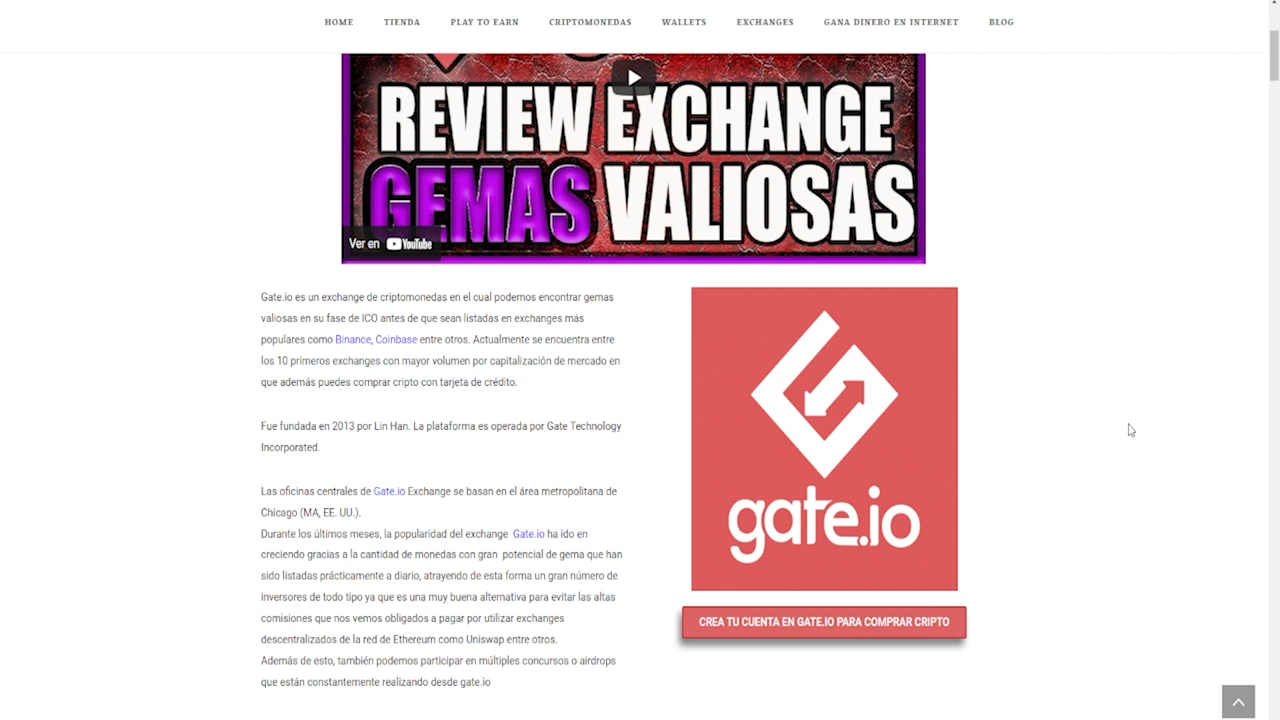 HOME TIENDA PLAY TO EARN CRIPTOMONEDAS WALLETS EXCHANGES GANA DINERO EN INTERNET BLOG
REVIEW EXCHANGE
GEMAS VALIOSAS
Ver en YouTube
Gate.io es un exchange de criptomonedas en el cual podemos encontrar gemas
valiosas en su fase de ICO antes de que sean listadas en exchanges más
populares como Binance, Coinbase entre otros. Actualmente se encuentra entre
los 10 primeros exchanges con mayor volumen por capitalización de mercado en
que además puedes comprar cripto con tarjeta de crédito.
Fue fundada en 2013 por Lin Han. La plataforma es operada por Gate Technology
Incorporated.
Las oficinas centrales de Gate.io Exchange se basan en el área metropolitana de
Chicago (MA, EE. UU.).
Durante los últimos meses, la popularidad del exchange Gate.io ha ido en
creciendo gracias a la cantidad de monedas con gran potencial de gema que han
sido listadas prácticamente a diario, atrayendo de esta forma un gran número de
inversores de todo tipo ya que es una muy buena alternativa para evitar las altas
comisiones que nos vemos obligados a pagar por utilizar exchanges
descentralizados de la red de Ethereum como Uniswap entre otros.
Además de esto, también podemos participar en múltiples concursos o airdrops
que están constantemente realizando desde gate.io
gate.io
CREA TU CUENTA EN GATE.IO PARA COMPRAR CRIPTO